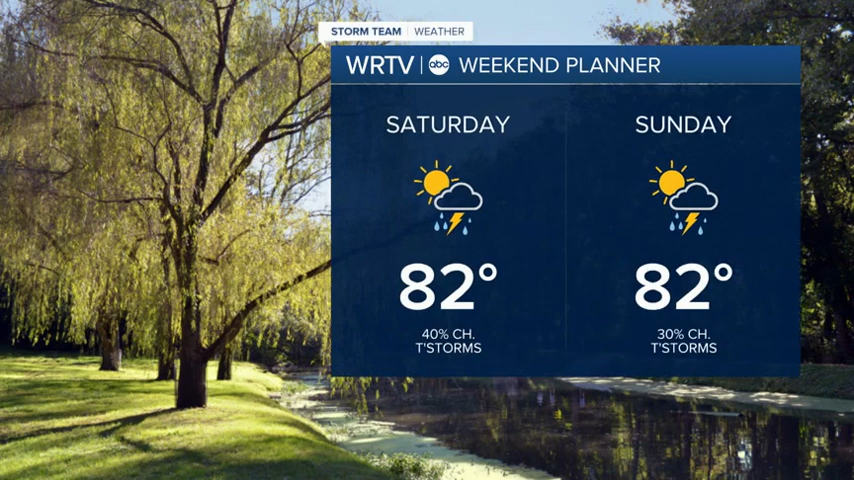 STORM TEAM | WEATHER
WRTV | abc WEEKEND PLANNER
SATURDAY
82°
40% CH.
T'STORMS
SUNDAY
82°
30% CH.
T'STORMS